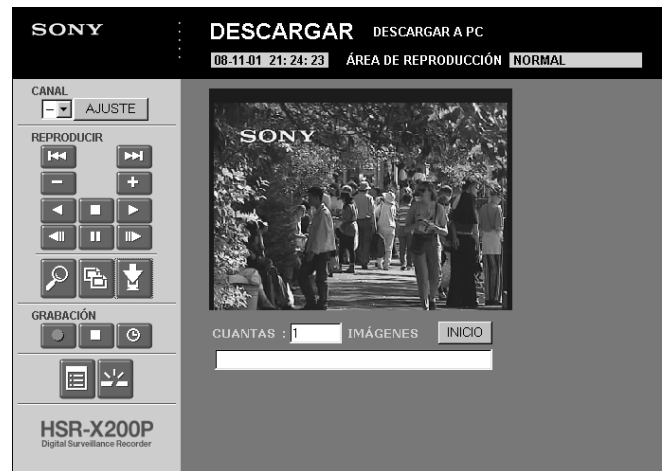 SONY
DESCARGAR DESCARGAR A PC
08-11-01 21:24:23 ÁREA DE REPRODUCCIÓN NORMAL
CANAL
– AJUSTE
REPRODUCIR
SONY
GRABACIÓN
CUANTAS : 1 IMÁGENES INICIO
HSR-X200P
Digital Surveillance Recorder